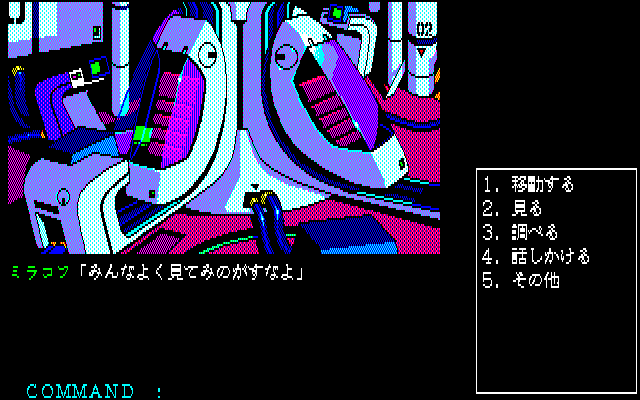 02
ミラコン「みんなよく見てみのがすなよ」
1. 移動する
2. 見る
3. 調べる
4. 話しかける
5. その他
COMMAND :